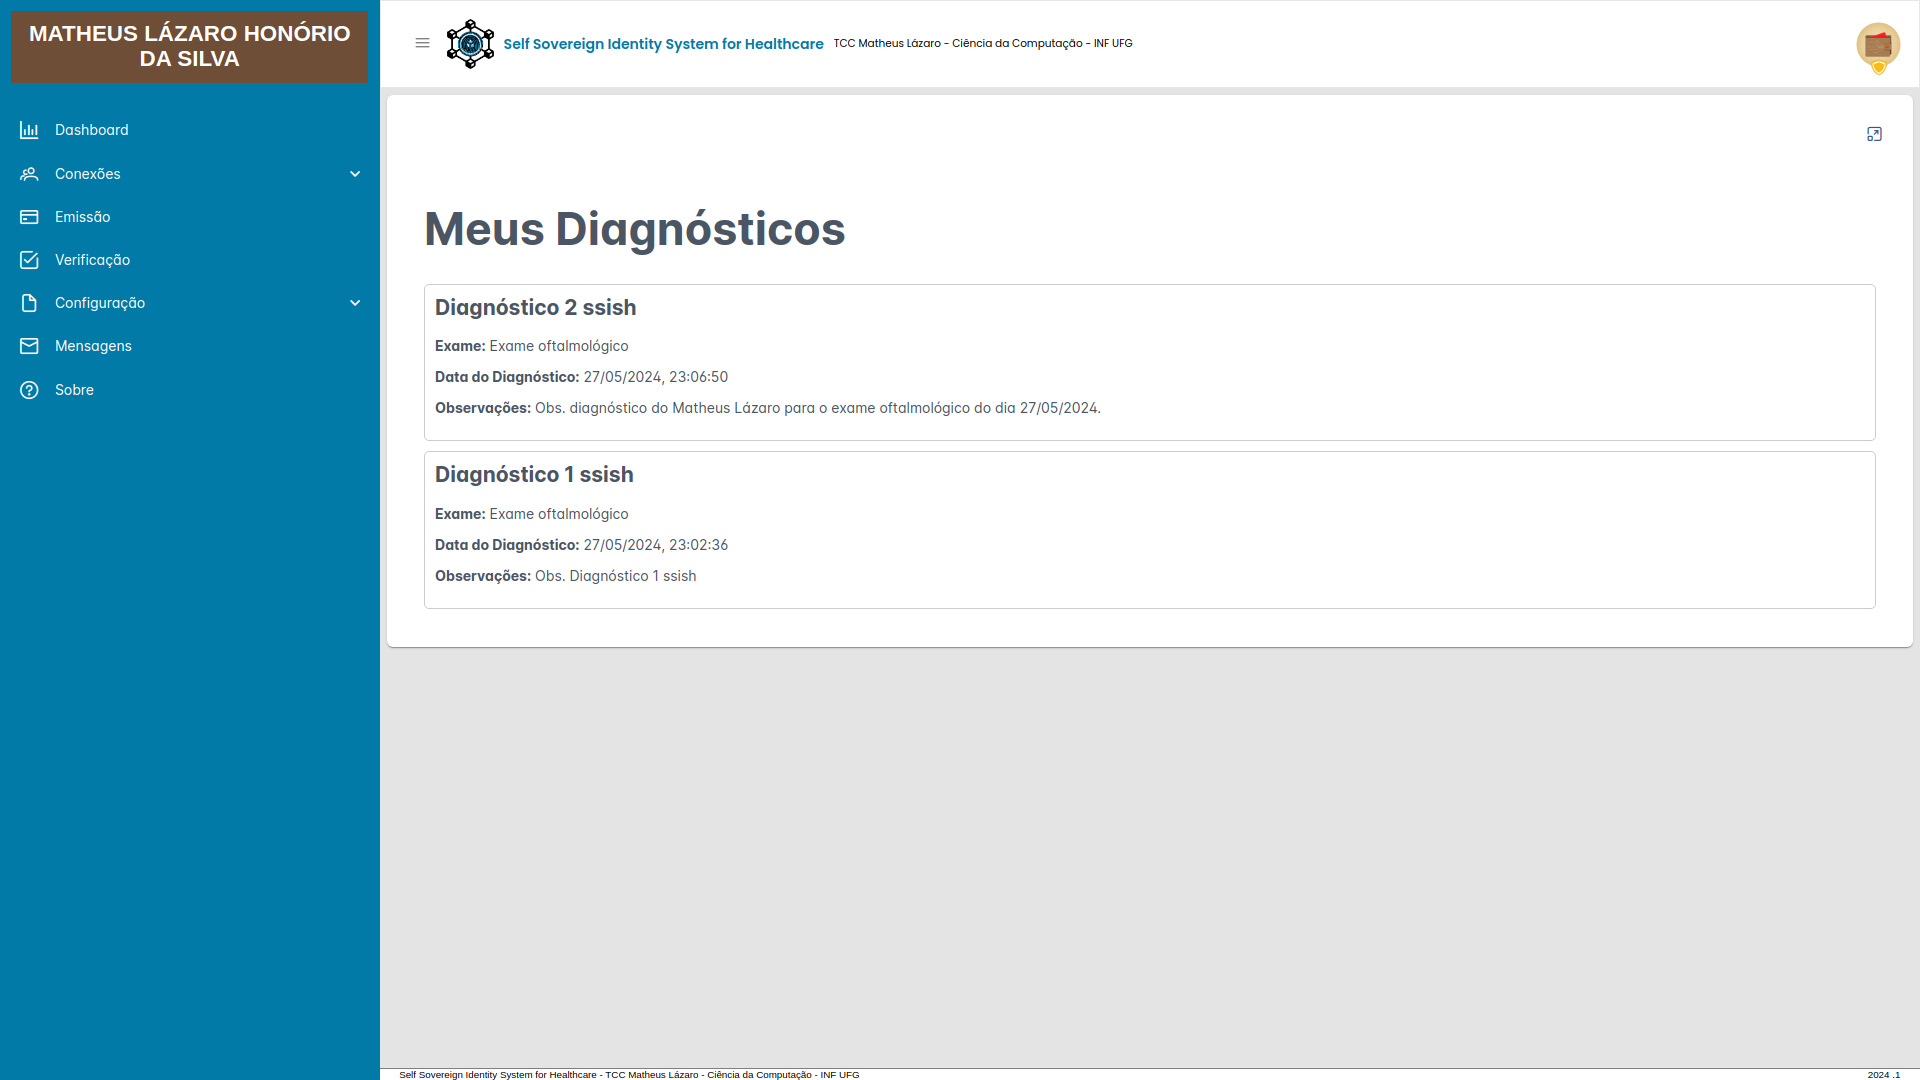 MATHEUS LÁZARO HONÓRIO
DA SILVA
Dashboard
Conexões
Emissão
Verificação
Configuração
Mensagens
Sobre
Self Sovereign Identity System for Healthcare TCC Matheus Lázaro - Ciência da Computação - INF UFG
Meus Diagnósticos
Diagnóstico 2 ssish
Exame: Exame oftalmológico
Data do Diagnóstico: 27/05/2024, 23:06:50
Observações: Obs. diagnóstico do Matheus Lázaro para o exame oftalmológico do dia 27/05/2024.
Diagnóstico 1 ssish
Exame: Exame oftalmológico
Data do Diagnóstico: 27/05/2024, 23:02:36
Observações: Obs. Diagnóstico 1 ssish
Self Sovereign Identity System for Healthcare - TCC Matheus Lázaro - Ciência da Computação - INF UFG
2024 .1